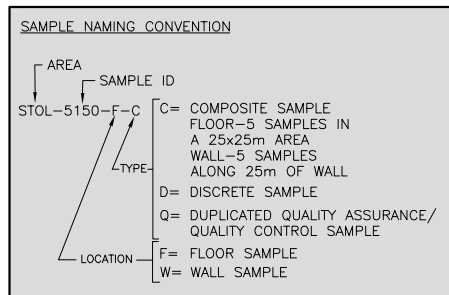 SAMPLE NAMING CONVENTION
AREA
SAMPLE ID
STOL-5150-F-C
TYPE
C= COMPOSITE SAMPLE
FLOOR-5 SAMPLES IN
A 25x25m AREA
WALL-5 SAMPLES
ALONG 25m OF WALL
D= DISCRETE SAMPLE
Q= DUPLICATED QUALITY ASSURANCE/
QUALITY CONTROL SAMPLE
LOCATION
F= FLOOR SAMPLE
W= WALL SAMPLE